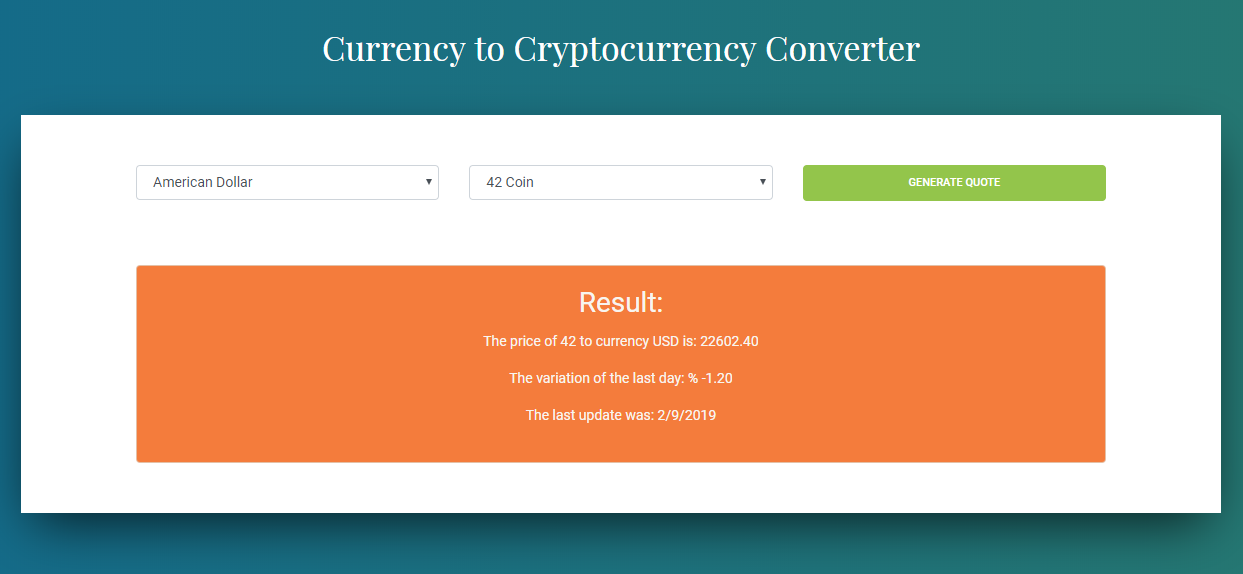 Currency to Cryptocurrency Converter
American Dollar
42 Coin
GENERATE QUOTE
Result:
The price of 42 to currency USD is: 22602.40
The variation of the last day: % -1.20
The last update was: 2/9/2019